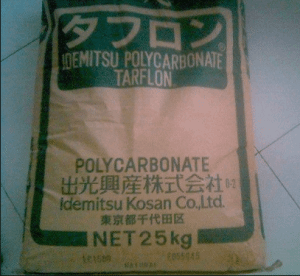 タフロン®
IDEMITSU POLYCARBONATE
TARFLON
POLYCARBONATE
出光興産株式会社
Idemitsu Kosan Co.,Ltd.
東京都千代田区
NET 25kg